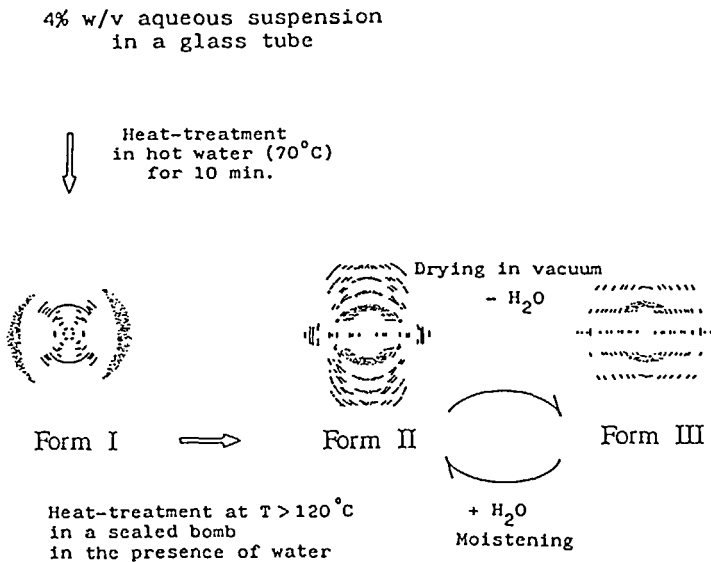 4% w/v aqueous suspension
in a glass tube
Heat-treatment
in hot water (70°C)
for 10 min.
Drying in vacuum
- H₂O
Form I
Form II
Form III
Heat-treatment at T > 120°C
in a sealed bomb
in the presence of water
+ H₂O
Moistening